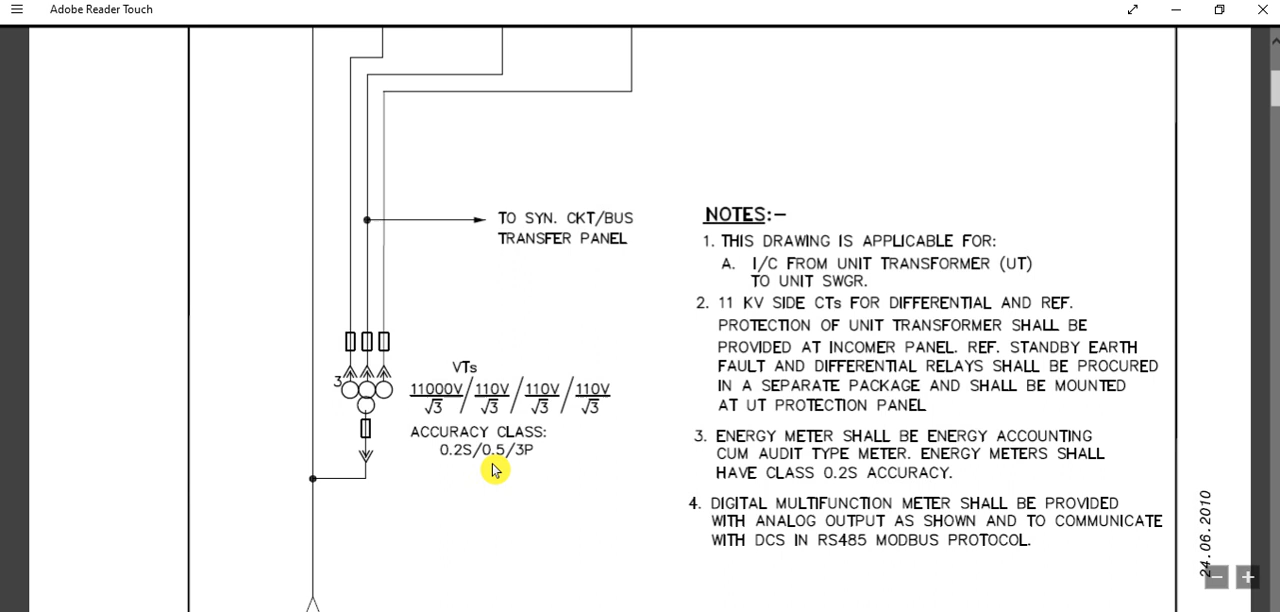 Adobe Reader Touch
TO SYN. CKT/BUS
TRANSFER PANEL
3
VTs
11000V/√3 / 110V/√3 / 110V/√3 / 110V/√3
ACCURACY CLASS:
0.2S/0.5/3P
NOTES:-
1. THIS DRAWING IS APPLICABLE FOR:
A. I/C FROM UNIT TRANSFORMER (UT)
TO UNIT SWGR.
2. 11 KV SIDE CTs FOR DIFFERENTIAL AND REF.
PROTECTION OF UNIT TRANSFORMER SHALL BE
PROVIDED AT INCOMER PANEL. REF. STANDBY EARTH
FAULT AND DIFFERENTIAL RELAYS SHALL BE PROCURED
IN A SEPARATE PACKAGE AND SHALL BE MOUNTED
AT UT PROTECTION PANEL
3. ENERGY METER SHALL BE ENERGY ACCOUNTING
CUM AUDIT TYPE METER. ENERGY METERS SHALL
HAVE CLASS 0.2S ACCURACY.
4. DIGITAL MULTIFUNCTION METER SHALL BE PROVIDED
WITH ANALOG OUTPUT AS SHOWN AND TO COMMUNICATE
WITH DCS IN RS485 MODBUS PROTOCOL.
24.06.2010